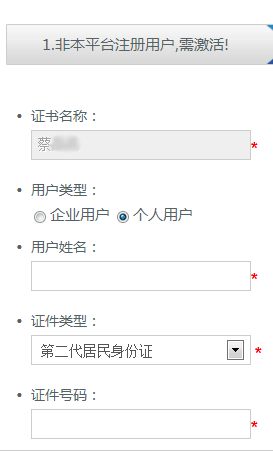 1.非本平台注册用户,需激活!
• 证书名称：
蔡 *
• 用户类型：
企业用户 个人用户
• 用户姓名：
*
• 证件类型：
第二代居民身份证 *
• 证件号码：
*